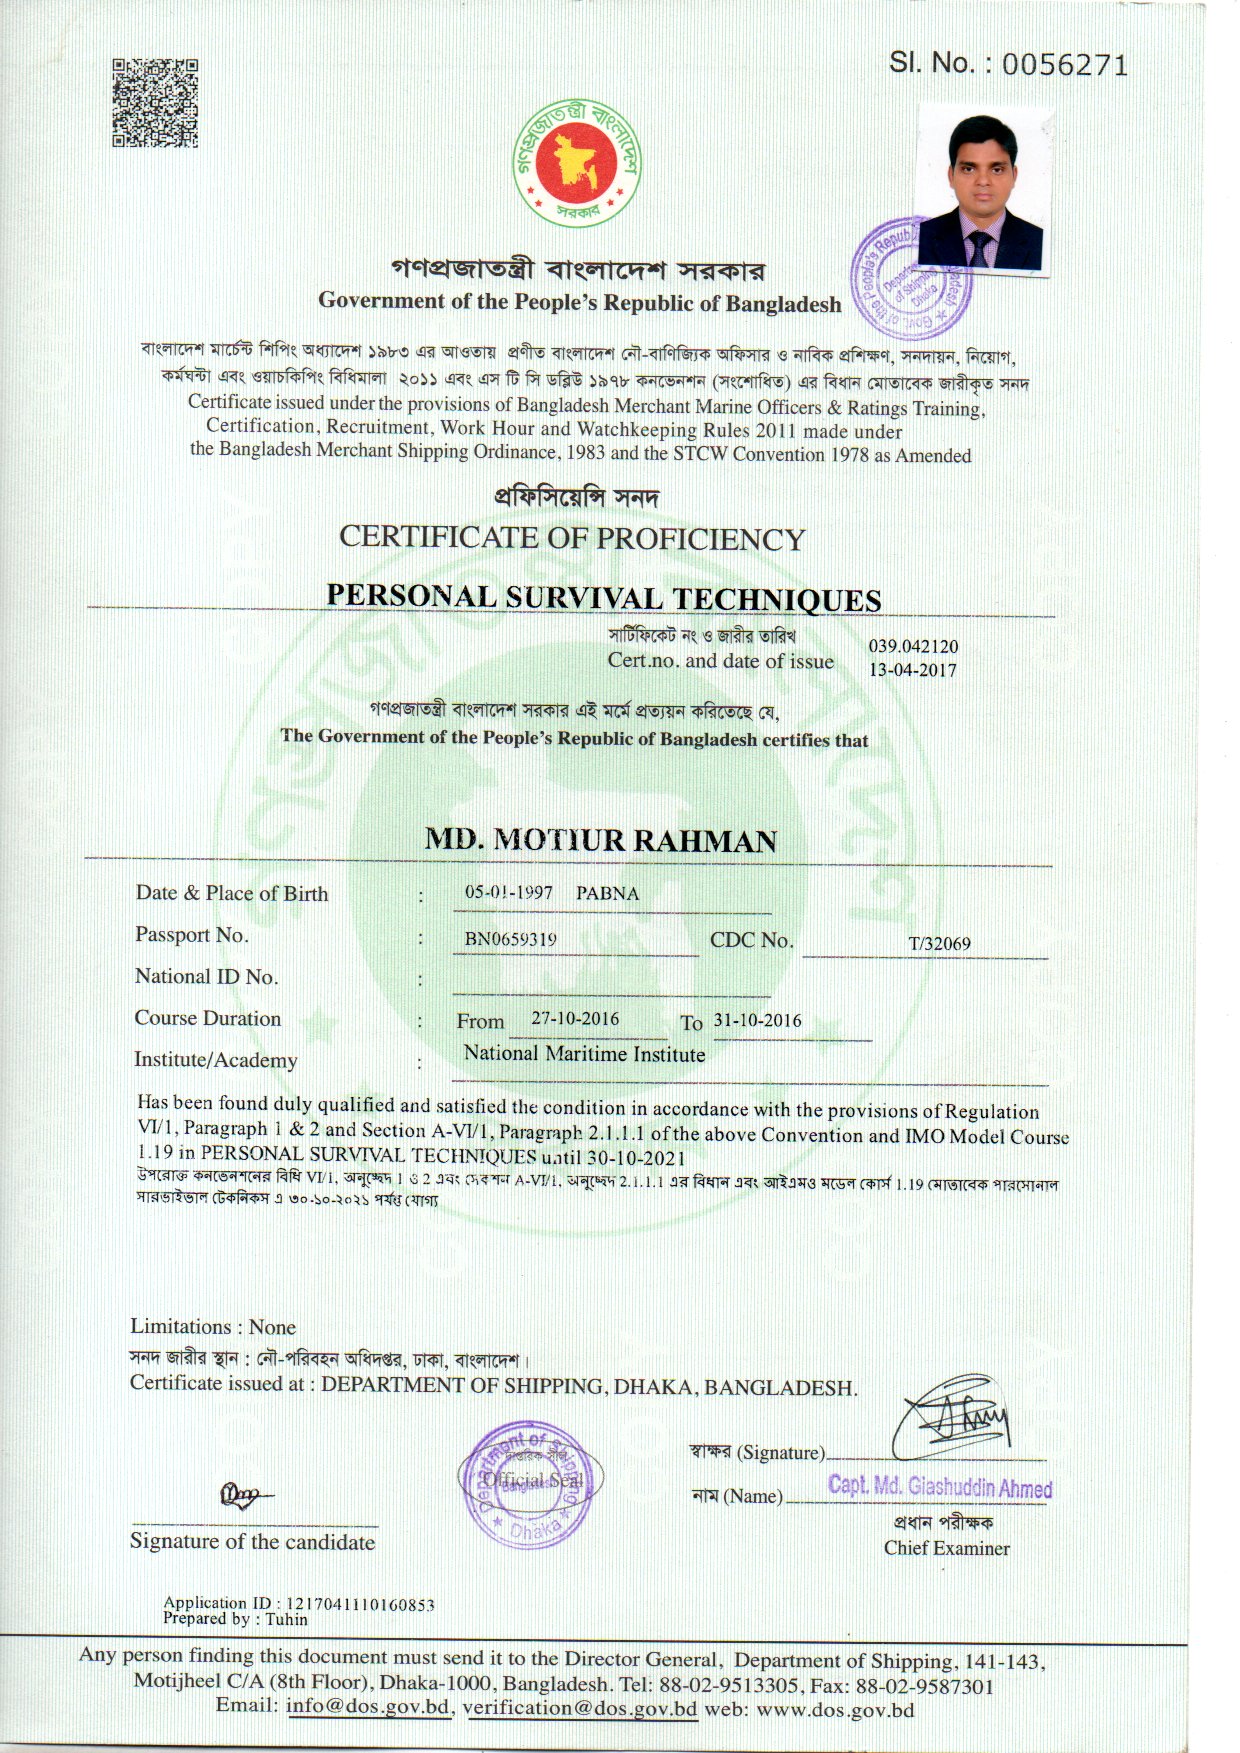 Sl. No. : 0056271
গণপ্রজাতন্ত্রী বাংলাদেশ
সরকার
গণপ্রজাতন্ত্রী বাংলাদেশ সরকার
Government of the People's Republic of Bangladesh
Department of Shipping Dhaka
বাংলাদেশ মার্চেন্ট শিপিং অধ্যাদেশ ১৯৮৩ এর আওতায় প্রণীত বাংলাদেশ নৌ-বাণিজ্যিক অফিসার ও নাবিক প্রশিক্ষণ, সনদায়ন, নিয়োগ,
কর্মঘন্টা এবং ওয়াচকিপিং বিধিমালা ২০১১ এবং এস টি সি ডব্লিউ ১৯৭৮ কনভেনশন (সংশোধিত) এর বিধান মোতাবেক জারীকৃত সনদ
Certificate issued under the provisions of Bangladesh Merchant Marine Officers & Ratings Training,
Certification, Recruitment, Work Hour and Watchkeeping Rules 2011 made under
the Bangladesh Merchant Shipping Ordinance, 1983 and the STCW Convention 1978 as Amended
প্রফিসিয়েন্সি সনদ
CERTIFICATE OF PROFICIENCY
PERSONAL SURVIVAL TECHNIQUES
সার্টিফিকেট নং ও জারীর তারিখ
Cert.no. and date of issue
039.042120
13-04-2017
গণপ্রজাতন্ত্রী বাংলাদেশ সরকার এই মর্মে প্রত্যয়ন করিতেছে যে,
The Government of the People's Republic of Bangladesh certifies that
MD. MOTIUR RAHMAN
Date & Place of Birth : 05-01-1997 PABNA
Passport No. : BN0659319 CDC No. T/32069
National ID No. :
Course Duration : From 27-10-2016 To 31-10-2016
Institute/Academy : National Maritime Institute
Has been found duly qualified and satisfied the condition in accordance with the provisions of Regulation
VI/1, Paragraph 1 & 2 and Section A-VI/1, Paragraph 2.1.1.1 of the above Convention and IMO Model Course
1.19 in PERSONAL SURVIVAL TECHNIQUES until 30-10-2021
উপরোক্ত কনভেনশনের বিধি VI/1, অনুচ্ছেদ 1 ও 2 এবং সেকশন A-VI/1, অনুচ্ছেদ 2.1.1.1 এর বিধান এবং আইএমও মডেল কোর্স 1.19 মোতাবেক পারসোনাল
সারভাইভাল টেকনিকস এ ৩০-১০-২০২১ পর্যন্ত যোগ্য
Limitations : None
সনদ জারীর স্থান : নৌ-পরিবহন অধিদপ্তর, ঢাকা, বাংলাদেশ।
Certificate issued at : DEPARTMENT OF SHIPPING, DHAKA, BANGLADESH.
Department of Shipping
Official Seal
Bangladesh
Dhaka
স্বাক্ষর (Signature)
নাম (Name) Capt. Md. Giashuddin Ahmed
প্রধান পরীক্ষক
Chief Examiner
Signature of the candidate
Application ID : 1217041110160853
Prepared by : Tuhin
Any person finding this document must send it to the Director General, Department of Shipping, 141-143,
Motijheel C/A (8th Floor), Dhaka-1000, Bangladesh. Tel: 88-02-9513305, Fax: 88-02-9587301
Email: info@dos.gov.bd, verification@dos.gov.bd web: www.dos.gov.bd